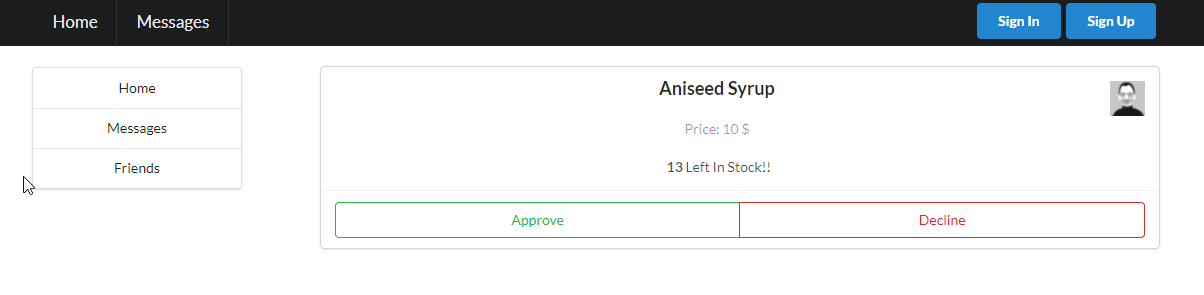 Home Messages Sign In Sign Up
Home
Messages
Friends
Aniseed Syrup
Price: 10 $
13 Left In Stock!!
Approve Decline